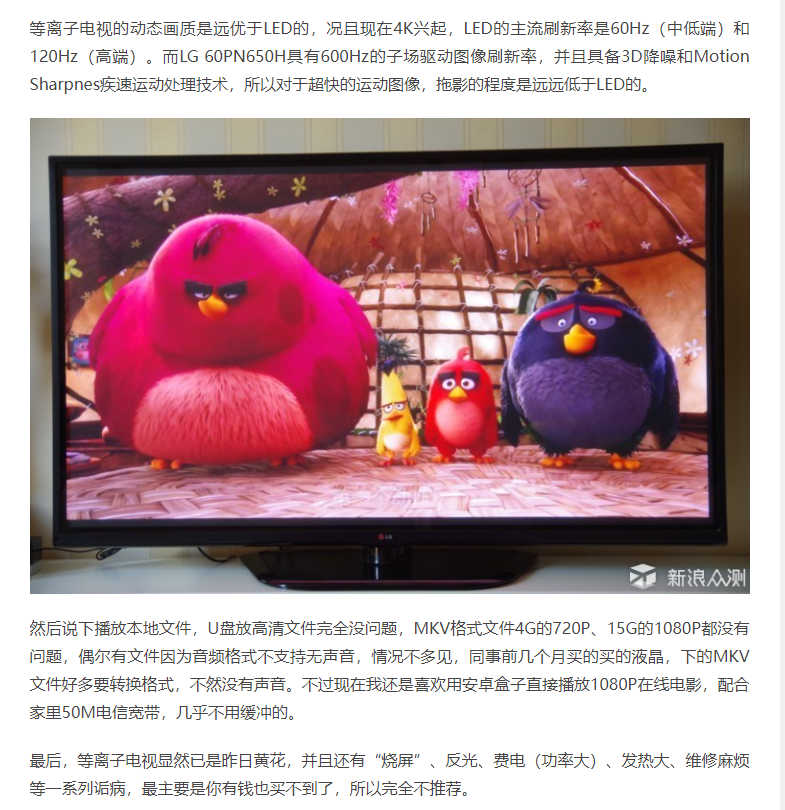 等离子电视的动态画质是远优于LED的，况且现在4K兴起，LED的主流刷新率是60Hz（中低端）和
120Hz（高端）。而LG 60PN650H具有600Hz的子场驱动图像刷新率，并且具备3D降噪和Motion
Sharpnes疾速运动处理技术，所以对于超快的运动图像，拖影的程度是远远低于LED的。
LG
新浪众测
然后说下播放本地文件，U盘放高清文件完全没问题，MKV格式文件4G的720P、15G的1080P都没有
问题，偶尔有文件因为音频格式不支持无声音，情况不多见，同事前几个月买的买的液晶，下的MKV
文件好多要转换格式，不然没有声音。不过现在我还是喜欢用安卓盒子直接播放1080P在线电影，配合
家里50M电信宽带，几乎不用缓冲的。
最后，等离子电视显然已是昨日黄花，并且还有“烧屏”、反光、费电（功率大）、发热大、维修麻烦
等一系列诟病，最主要是你有钱也买不到了，所以完全不推荐。